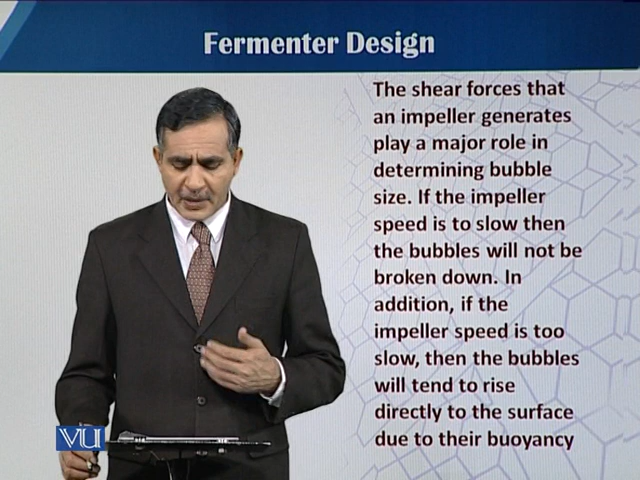 Fermenter Design
The shear forces that
an impeller generates
play a major role in
determining bubble
size. If the impeller
speed is to slow then
the bubbles will not be
broken down. In
addition, if the
impeller speed is too
slow, then the bubbles
will tend to rise
directly to the surface
due to their buoyancy
VU